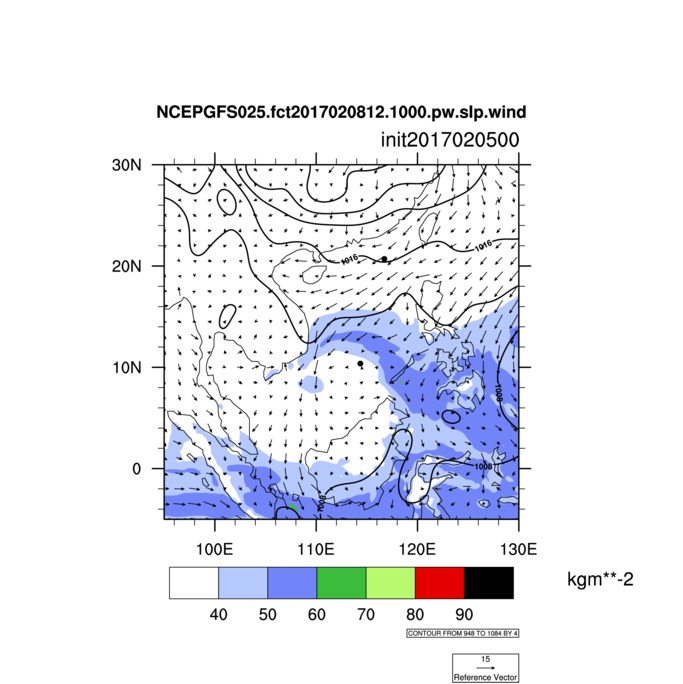 NCEPGFS025.fct2017020812.1000.pw.slp.wind
init2017020500
30N
20N
10N
0
1016
1016
1008
1008
1008
100E 110E 120E 130E
kgm**-2
40 50 60 70 80 90
CONTOUR FROM 948 TO 1084 BY 4
15
Reference Vector